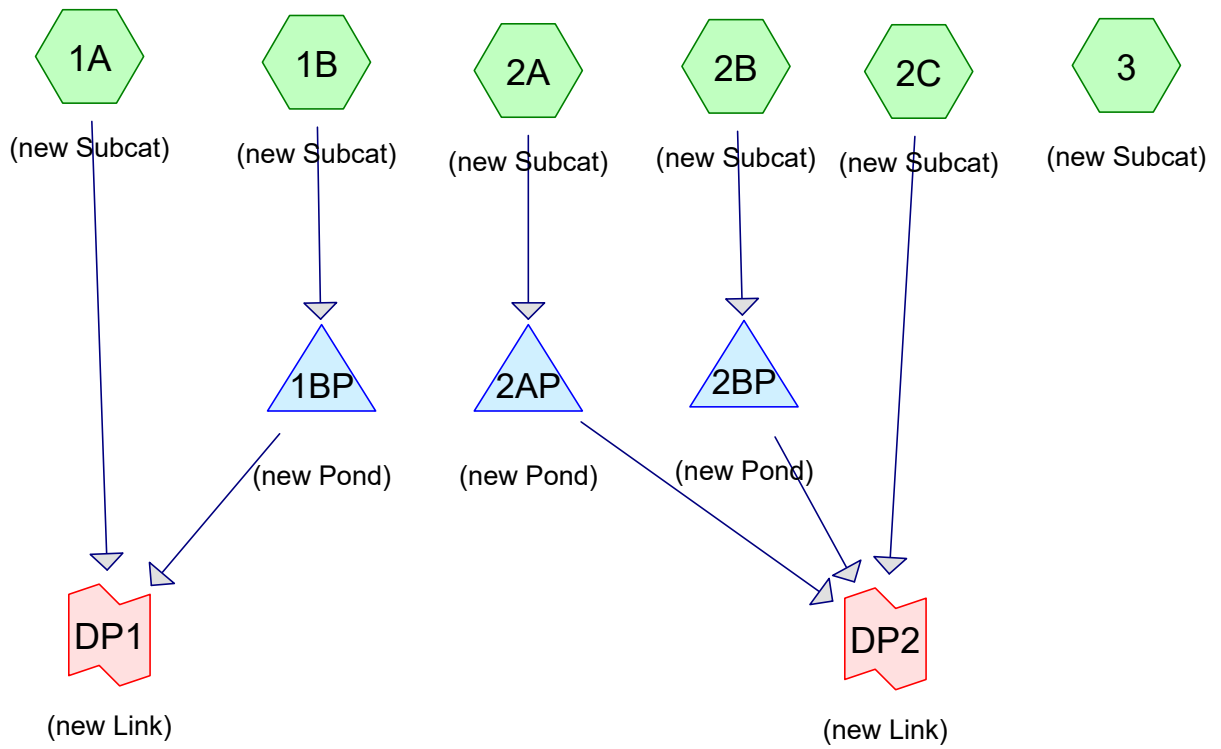 1A
1B
2A
2B
2C
3
(new Subcat)
(new Subcat)
(new Subcat)
(new Subcat)
(new Subcat)
(new Subcat)
1BP
2AP
2BP
(new Pond)
(new Pond)
(new Pond)
DP1
DP2
(new Link)
(new Link)